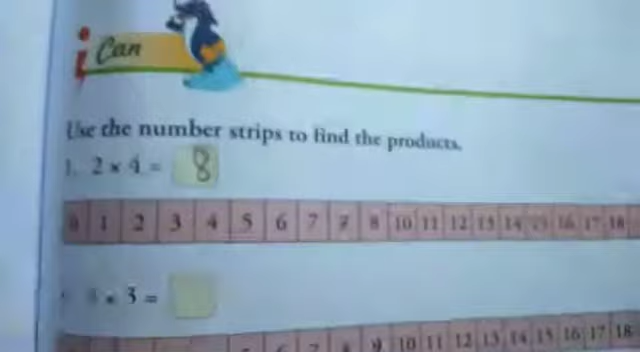 i Can
Use the number strips to find the products.
1. 2 × 4 = 8
0 1 2 3 4 5 6 7 8 10 11 12 13 14 15 16 17 18
× 3 =
9 10 11 12 13 14 15 16 17 18